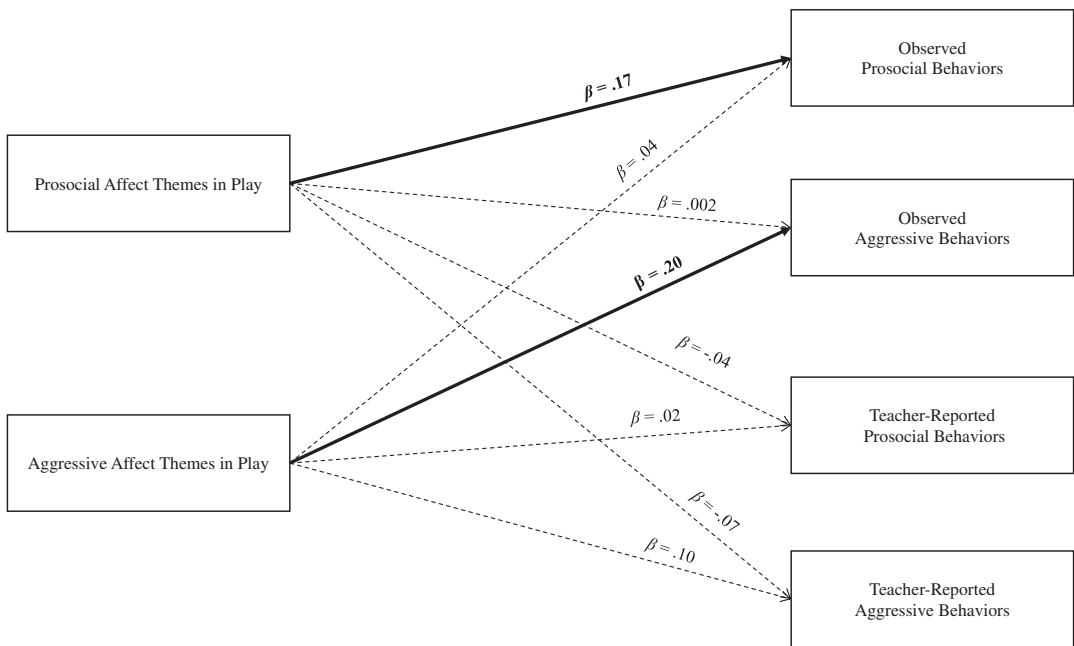 Observed
Prosocial Behaviors
β = .17
β = .04
Prosocial Affect Themes in Play
β = .002
Observed
Aggressive Behaviors
β = .20
β = -.04
Teacher-Reported
Prosocial Behaviors
β = .02
Aggressive Affect Themes in Play
β = -.07
β = .10
Teacher-Reported
Aggressive Behaviors